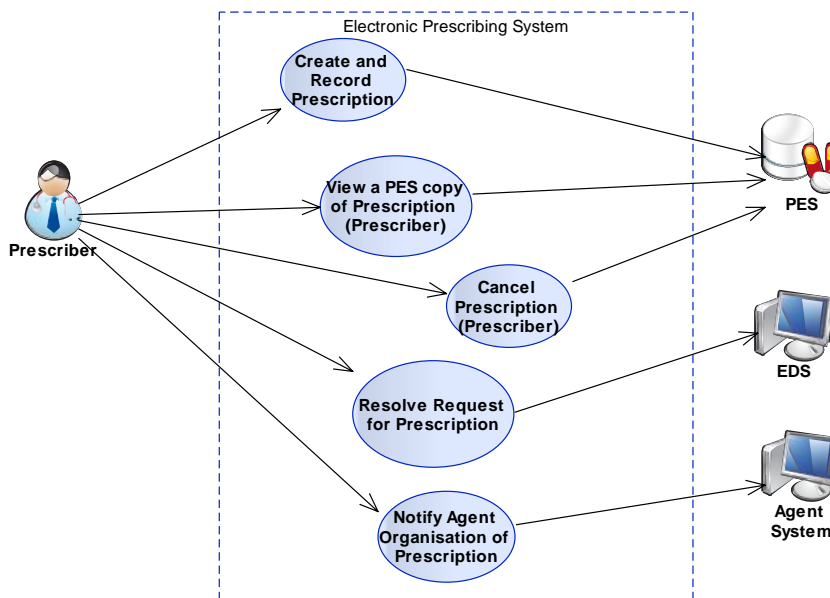 Electronic Prescribing System
Create and
Record
Prescription
View a PES copy
of Prescription
(Prescriber)
PES
Prescriber
Cancel
Prescription
(Prescriber)
EDS
Resolve Request
for Prescription
Notify Agent
Organisation of
Prescription
Agent
System